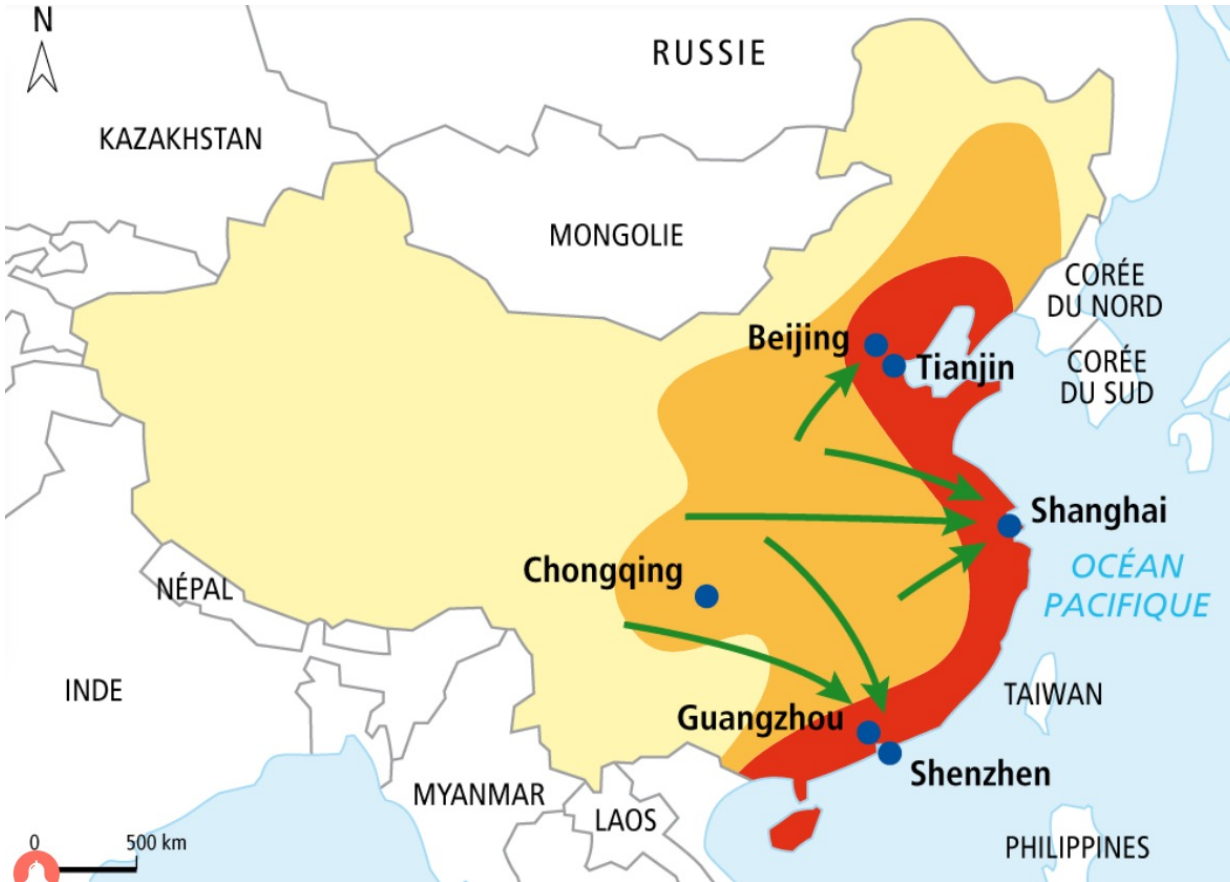 N
RUSSIE
KAZAKHSTAN
MONGOLIE
CORÉE
DU NORD
Beijing
Tianjin
CORÉE
DU SUD
Shanghai
Chongqing
OCÉAN
PACIFIQUE
NÉPAL
INDE
TAIWAN
Guangzhou
Shenzhen
MYANMAR
LAOS
PHILIPPINES
0 500 km